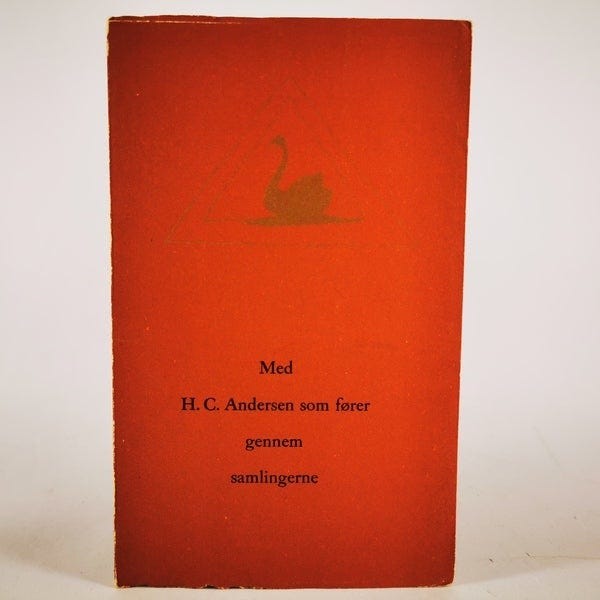 Med
H. C. Andersen som fører
gennem
samlingerne